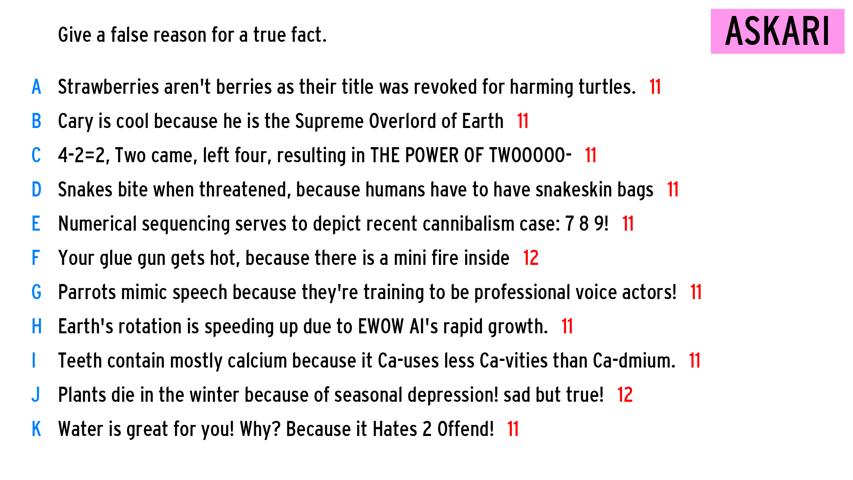 Give a false reason for a true fact.
ASKARI
A Strawberries aren't berries as their title was revoked for harming turtles. 11
B Cary is cool because he is the Supreme Overlord of Earth 11
C 4-2=2, Two came, left four, resulting in THE POWER OF TWOOOOO- 11
D Snakes bite when threatened, because humans have to have snakeskin bags 11
E Numerical sequencing serves to depict recent cannibalism case: 7 8 9! 11
F Your glue gun gets hot, because there is a mini fire inside 12
G Parrots mimic speech because they're training to be professional voice actors! 11
H Earth's rotation is speeding up due to EWOW AI's rapid growth. 11
I Teeth contain mostly calcium because it Ca-uses less Ca-vities than Ca-dmium. 11
J Plants die in the winter because of seasonal depression! sad but true! 12
K Water is great for you! Why? Because it Hates 2 Offend! 11